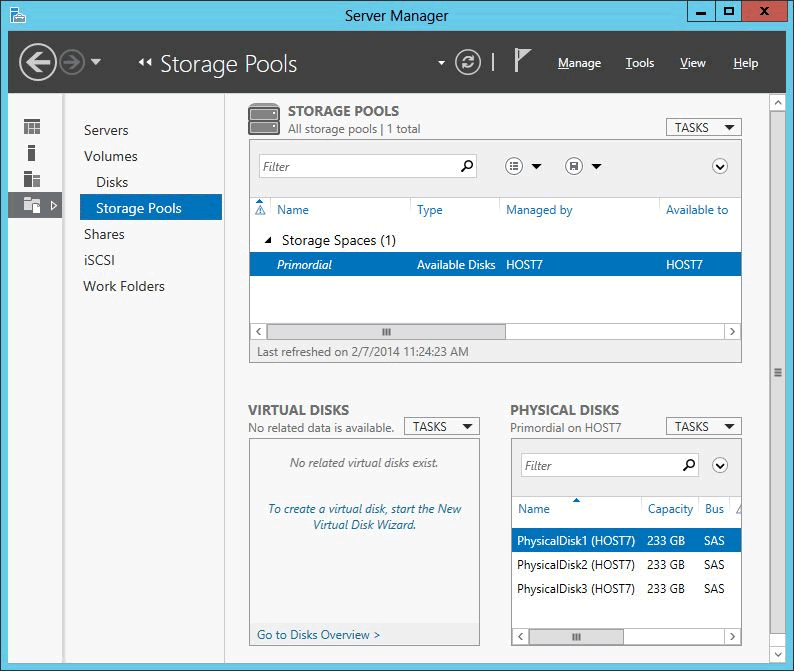 Server Manager
Storage Pools
Manage Tools View Help
Servers
Volumes
Disks
Storage Pools
Shares
iSCSI
Work Folders
STORAGE POOLS
All storage pools | 1 total
TASKS
Filter
Name Type Managed by Available to
Storage Spaces (1)
Primordial Available Disks HOST7 HOST7
Last refreshed on 2/7/2014 11:24:23 AM
VIRTUAL DISKS
No related data is available.
TASKS
No related virtual disks exist.
To create a virtual disk, start the New
Virtual Disk Wizard.
Go to Disks Overview >
PHYSICAL DISKS
Primordial on HOST7
TASKS
Filter
Name Capacity Bus
PhysicalDisk1 (HOST7) 233 GB SAS
PhysicalDisk2 (HOST7) 233 GB SAS
PhysicalDisk3 (HOST7) 233 GB SAS